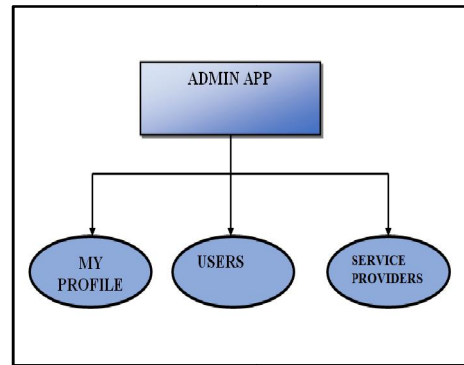 ADMIN APP
MY
PROFILE
USERS
SERVICE
PROVIDERS